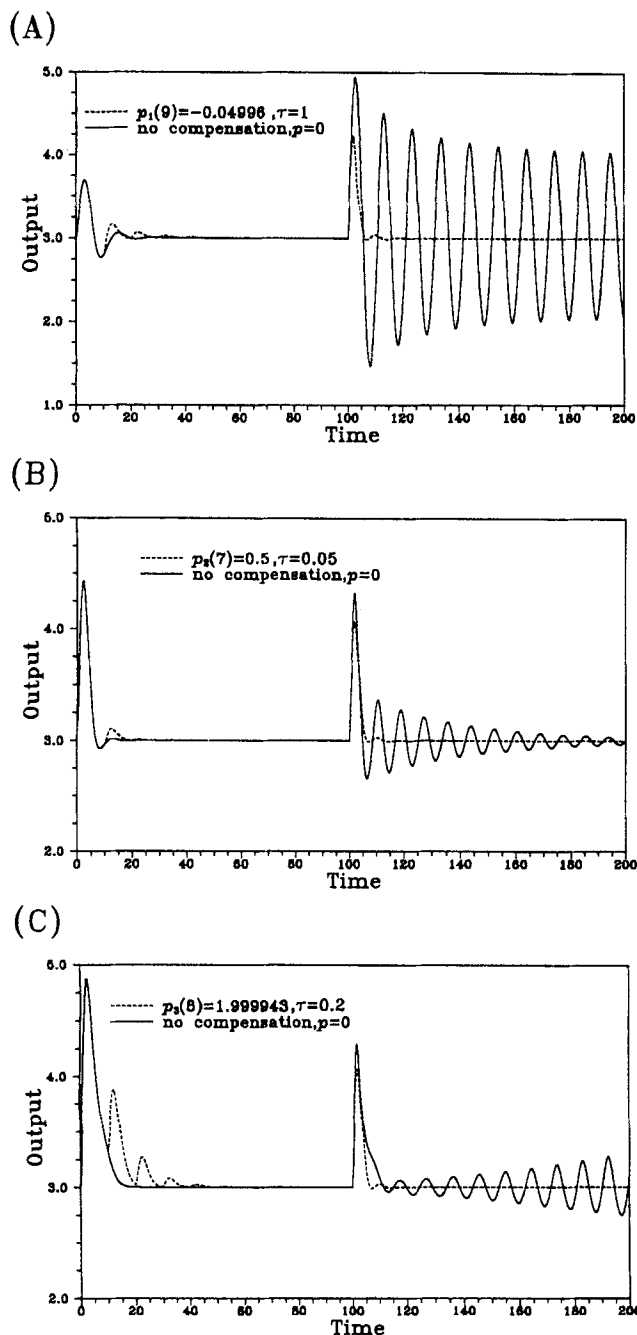 (A)
5.0
4.0
3.0
2.0
1.0
Output
p₁(9)=−0.04996 ,τ=1
no compensation,p=0
0 20 40 60 80 100 120 140 160 180 200
Time
(B)
5.0
4.0
3.0
2.0
Output
p₂(7)=0.5,τ=0.05
no compensation,p=0
0 20 40 60 80 100 120 140 160 180 200
Time
(C)
5.0
4.0
3.0
2.0
Output
p₃(8)=1.999943,τ=0.2
no compensation,p=0
0 20 40 60 80 100 120 140 160 180 200
Time